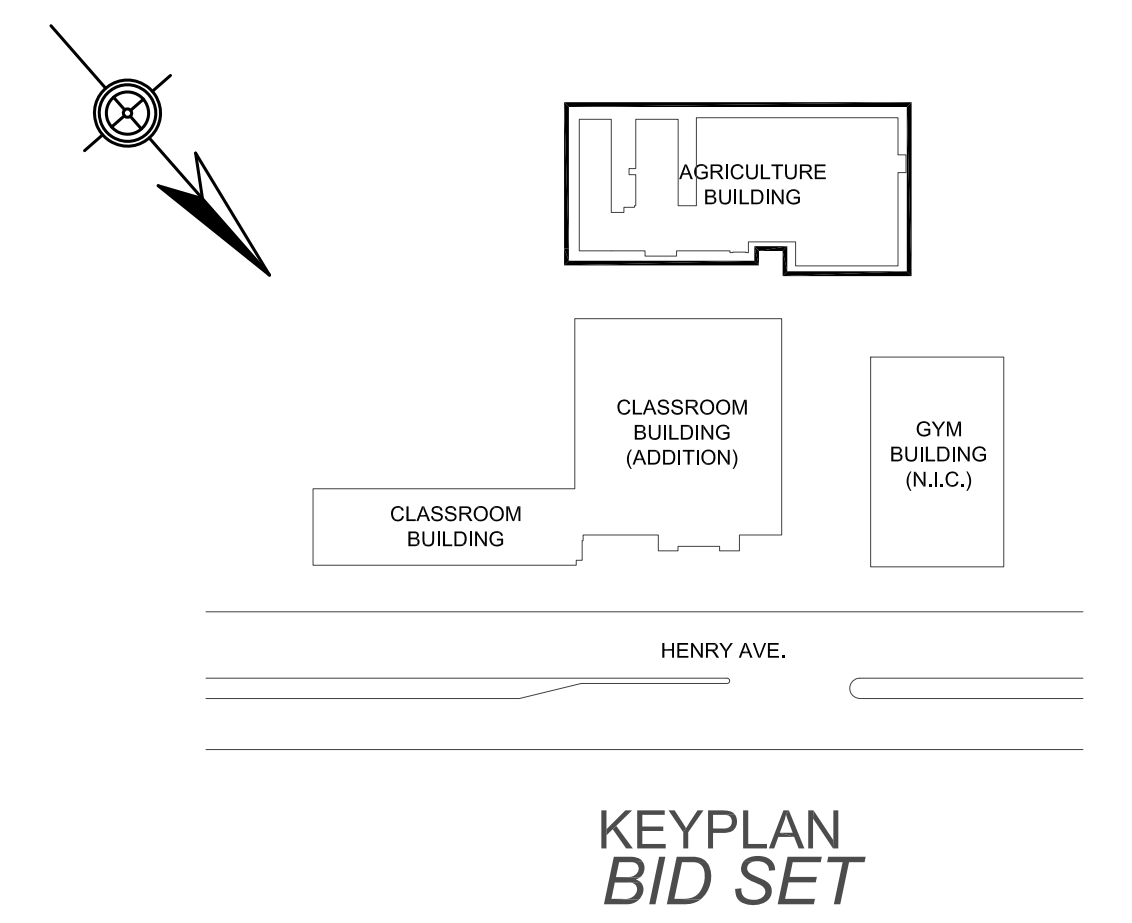 AGRICULTURE
BUILDING
CLASSROOM
BUILDING
(ADDITION)
GYM
BUILDING
(N.I.C.)
CLASSROOM
BUILDING
HENRY AVE.
KEYPLAN
BID SET